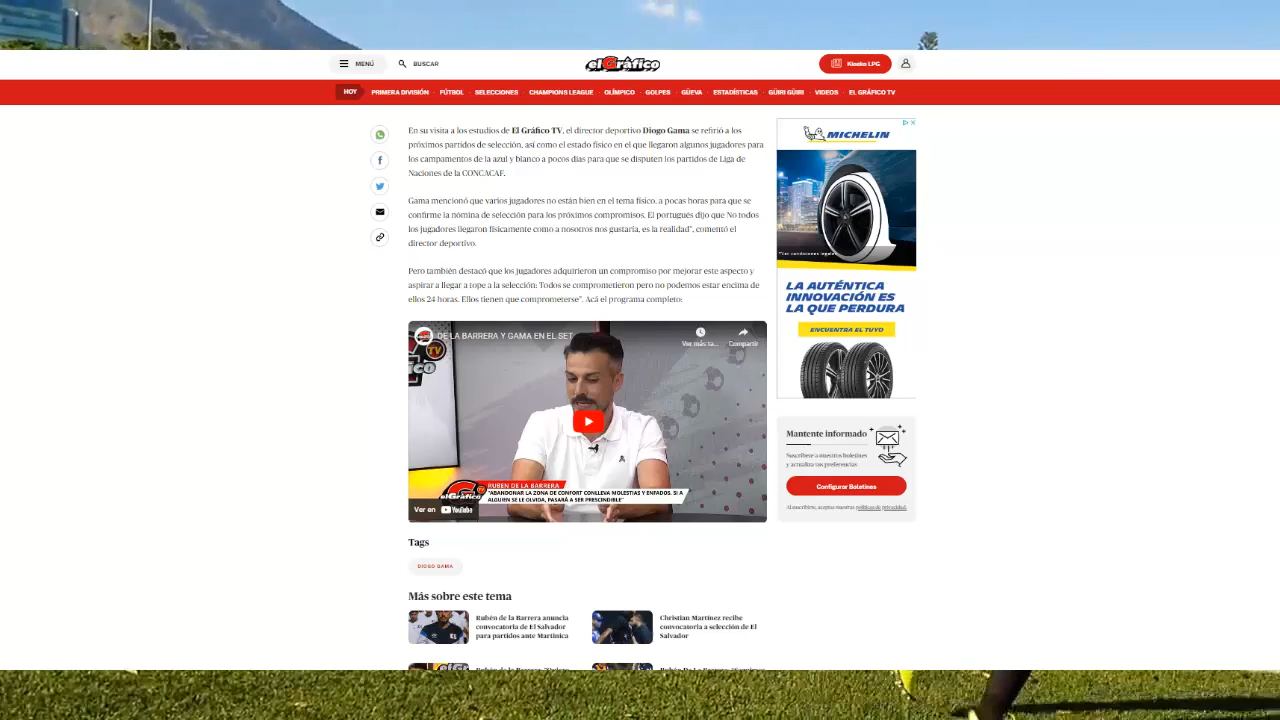 MENÚ
BUSCAR
el Gráfico
Kiosko LPG
HOY
PRIMERA DIVISIÓN · FÚTBOL · SELECCIONES · CHAMPIONS LEAGUE · OLÍMPICO · GOLPES · GÜEVA · ESTADÍSTICAS · GÜIRI GÜIRI · VIDEOS · EL GRÁFICO TV
En su visita a los estudios de El Gráfico TV, el director deportivo Diogo Gama se refirió a los
próximos partidos de selección, así como el estado físico en el que llegaron algunos jugadores para
los campamentos de la azul y blanco a pocos días para que se disputen los partidos de Liga de
Naciones de la CONCACAF.
Gama mencionó que varios jugadores no están bien en el tema físico, a pocas horas para que se
confirme la nómina de selección para los próximos compromisos. El portugués dijo que No todos
los jugadores llegaron físicamente como a nosotros nos gustaría, es la realidad", comentó el
director deportivo.
Pero también destacó que los jugadores adquirieron un compromiso por mejorar este aspecto y
aspirar a llegar a tope a la selección: Todos se comprometieron pero no podemos estar encima de
ellos 24 horas. Ellos tienen que comprometerse". Acá el programa completo:
DE LA BARRERA Y GAMA EN EL SET
Ver más ta...
Compartir
TV
RUBEN DE LA BARRERA
"ABANDONAR LA ZONA DE CONFORT CONLLEVA MOLESTIAS Y ENFADOS. SI A
ALGUIEN SE LE OLVIDA, PASARÁ A SER PRESCINDIBLE"
el Gráfico
Ver en YouTube
Tags
DIOGO GAMA
Más sobre este tema
Rubén de la Barrera anuncia
convocatoria de El Salvador
para partidos ante Martinica
Christian Martínez recibe
convocatoria a selección de El
Salvador
MICHELIN
*Ver condiciones legales
LA AUTÉNTICA
INNOVACIÓN ES
LA QUE PERDURA
ENCUENTRA EL TUYO
Mantente informado
Suscríbete a nuestros boletines
y actualiza tus preferencias
Configurar Boletines
Al suscribirte, aceptas nuestras políticas de privacidad.